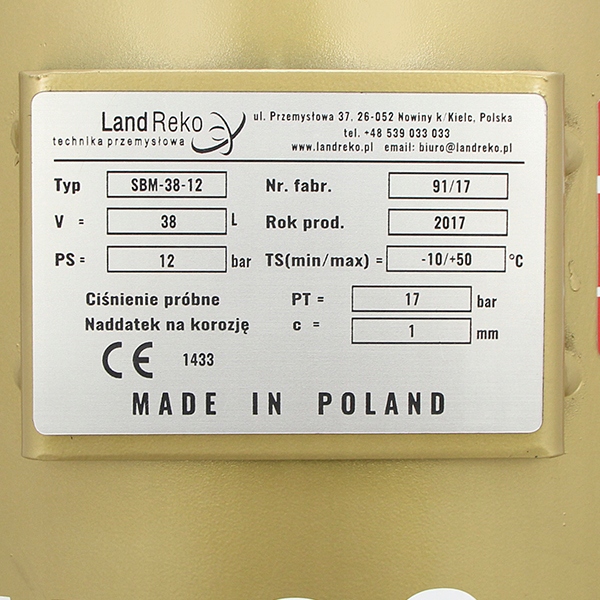 Land Reko
technika przemysłowa
ul. Przemysłowa 37, 26-052 Nowiny k/Kielc, Polska
tel. +48 539 033 033
www.landreko.pl email: biuro@landreko.pl
Typ SBM-38-12 Nr. fabr. 91/17
V = 38 L Rok prod. 2017
PS = 12 bar TS(min/max) = -10/+50 °C
Ciśnienie próbne PT = 17 bar
Naddatek na korozję c = 1 mm
CE 1433
MADE IN POLAND